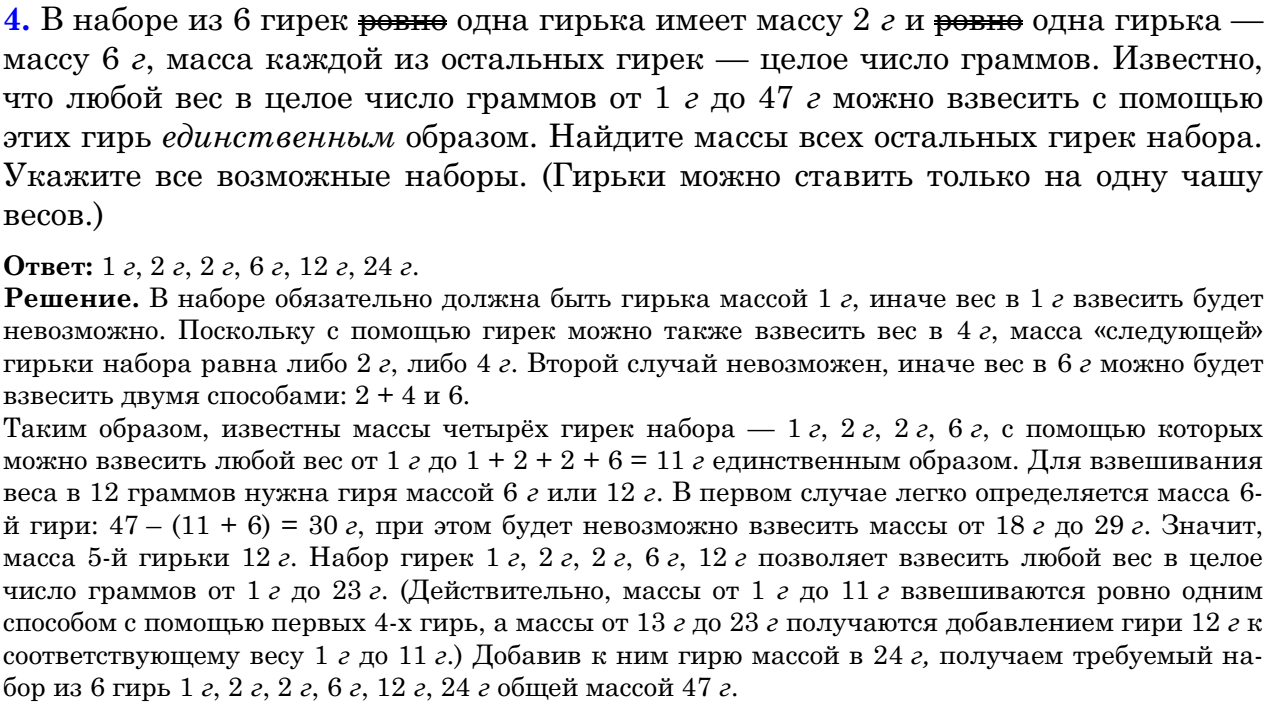 4. В наборе из 6 гирек ровно одна гирька имеет массу 2 г и ровно одна гирька —
массу 6 г, масса каждой из остальных гирек — целое число граммов. Известно,
что любой вес в целое число граммов от 1 г до 47 г можно взвесить с помощью
этих гирь единственным образом. Найдите массы всех остальных гирек набора.
Укажите все возможные наборы. (Гирьки можно ставить только на одну чашу
весов.)
Ответ: 1 г, 2 г, 2 г, 6 г, 12 г, 24 г.
Решение. В наборе обязательно должна быть гирька массой 1 г, иначе вес в 1 г взвесить будет
невозможно. Поскольку с помощью гирек можно также взвесить вес в 4 г, масса «следующей»
гирьки набора равна либо 2 г, либо 4 г. Второй случай невозможен, иначе вес в 6 г можно будет
взвесить двумя способами: 2 + 4 и 6.
Таким образом, известны массы четырёх гирек набора — 1 г, 2 г, 2 г, 6 г, с помощью которых
можно взвесить любой вес от 1 г до 1 + 2 + 2 + 6 = 11 г единственным образом. Для взвешивания
веса в 12 граммов нужна гиря массой 6 г или 12 г. В первом случае легко определяется масса 6-
й гири: 47 – (11 + 6) = 30 г, при этом будет невозможно взвесить массы от 18 г до 29 г. Значит,
масса 5-й гирьки 12 г. Набор гирек 1 г, 2 г, 2 г, 6 г, 12 г позволяет взвесить любой вес в целое
число граммов от 1 г до 23 г. (Действительно, массы от 1 г до 11 г взвешиваются ровно одним
способом с помощью первых 4-х гирь, а массы от 13 г до 23 г получаются добавлением гири 12 г к
соответствующему весу 1 г до 11 г.) Добавив к ним гирю массой в 24 г, получаем требуемый на-
бор из 6 гирь 1 г, 2 г, 2 г, 6 г, 12 г, 24 г общей массой 47 г.